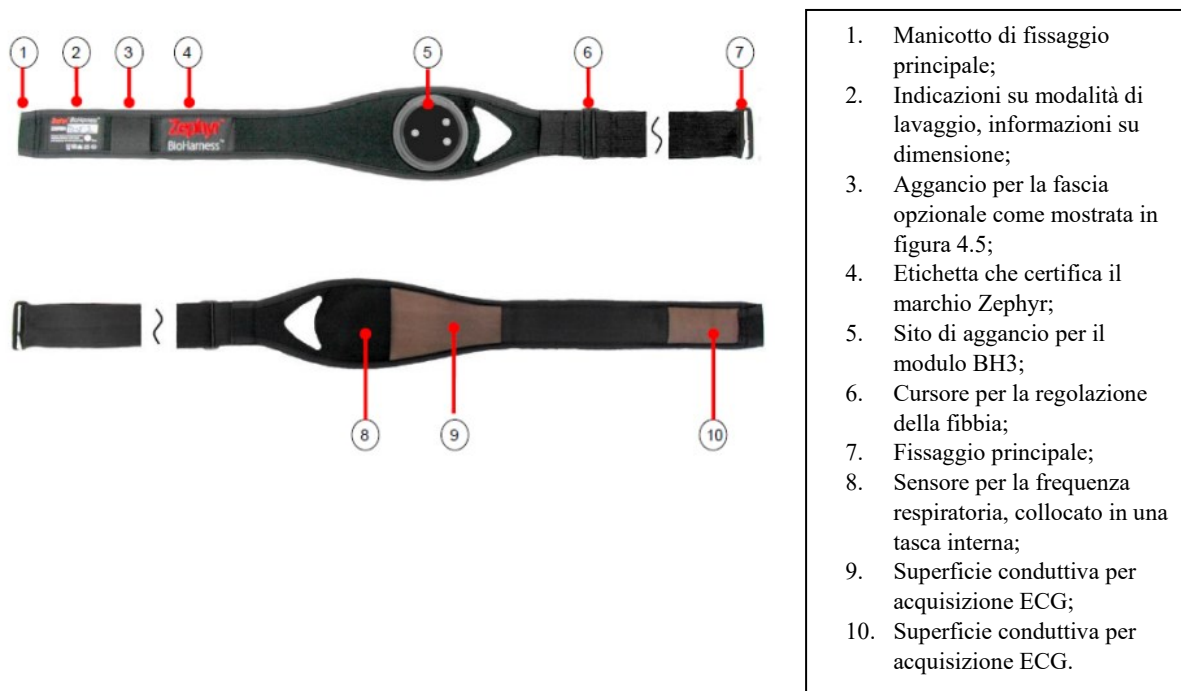 1 2 3 4 5 6 7
Zephyr BioHarness™
Zephyr™
BioHarness™
8 9 10
1. Manicotto di fissaggio
principale;
2. Indicazioni su modalità di
lavaggio, informazioni su
dimensione;
3. Aggancio per la fascia
opzionale come mostrata in
figura 4.5;
4. Etichetta che certifica il
marchio Zephyr;
5. Sito di aggancio per il
modulo BH3;
6. Cursore per la regolazione
della fibbia;
7. Fissaggio principale;
8. Sensore per la frequenza
respiratoria, collocato in una
tasca interna;
9. Superficie conduttiva per
acquisizione ECG;
10. Superficie conduttiva per
acquisizione ECG.